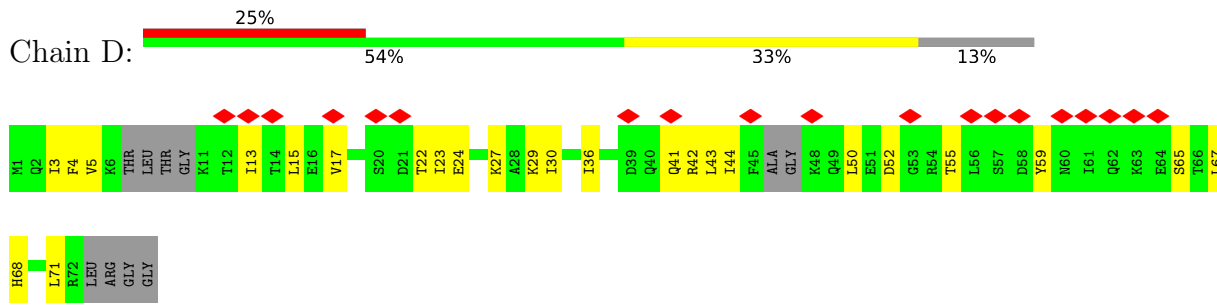 25%
Chain D:
54% 33% 13%
M1 Q2 I3 F4 V5 K6 THR LEU THR GLY K11 T12 I13 T14 L15 E16 V17 S20 D21 T22 I23 E24 K27 A28 K29 I30 I36 D39 Q40 Q41 R42 L43 I44 F45 ALA GLY K48 Q49 L50 E51 D52 G53 R54 T55 L56 S57 D58 Y59 N60 I61 Q62 K63 E64 S65 T66 L67
H68 L71 R72 LEU ARG GLY GLY